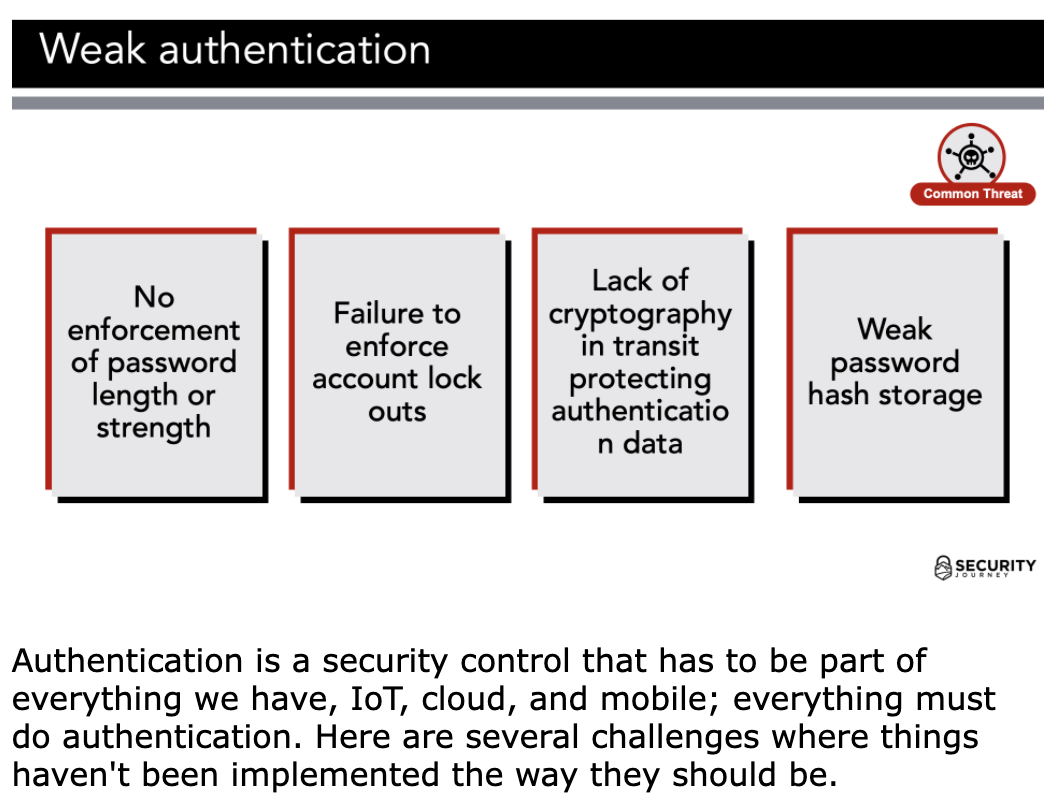 Weak authentication
Common Threat
No
enforcement
of password
length or
strength
Failure to
enforce
account lock
outs
Lack of
cryptography
in transit
protecting
authenticatio
n data
Weak
password
hash storage
SECURITY
JOURNEY
Authentication is a security control that has to be part of
everything we have, IoT, cloud, and mobile; everything must
do authentication. Here are several challenges where things
haven't been implemented the way they should be.